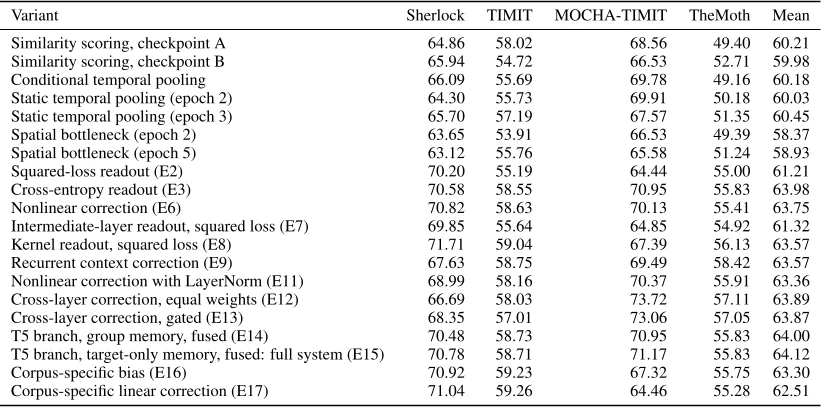 Variant Sherlock TIMIT MOCHA-TIMIT TheMoth Mean
Similarity scoring, checkpoint A 64.86 58.02 68.56 49.40 60.21
Similarity scoring, checkpoint B 65.94 54.72 66.53 52.71 59.98
Conditional temporal pooling 66.09 55.69 69.78 49.16 60.18
Static temporal pooling (epoch 2) 64.30 55.73 69.91 50.18 60.03
Static temporal pooling (epoch 3) 65.70 57.19 67.57 51.35 60.45
Spatial bottleneck (epoch 2) 63.65 53.91 66.53 49.39 58.37
Spatial bottleneck (epoch 5) 63.12 55.76 65.58 51.24 58.93
Squared-loss readout (E2) 70.20 55.19 64.44 55.00 61.21
Cross-entropy readout (E3) 70.58 58.55 70.95 55.83 63.98
Nonlinear correction (E6) 70.82 58.63 70.13 55.41 63.75
Intermediate-layer readout, squared loss (E7) 69.85 55.64 64.85 54.92 61.32
Kernel readout, squared loss (E8) 71.71 59.04 67.39 56.13 63.57
Recurrent context correction (E9) 67.63 58.75 69.49 58.42 63.57
Nonlinear correction with LayerNorm (E11) 68.99 58.16 70.37 55.91 63.36
Cross-layer correction, equal weights (E12) 66.69 58.03 73.72 57.11 63.89
Cross-layer correction, gated (E13) 68.35 57.01 73.06 57.05 63.87
T5 branch, group memory, fused (E14) 70.48 58.73 70.95 55.83 64.00
T5 branch, target-only memory, fused: full system (E15) 70.78 58.71 71.17 55.83 64.12
Corpus-specific bias (E16) 70.92 59.23 67.32 55.75 63.30
Corpus-specific linear correction (E17) 71.04 59.26 64.46 55.28 62.51